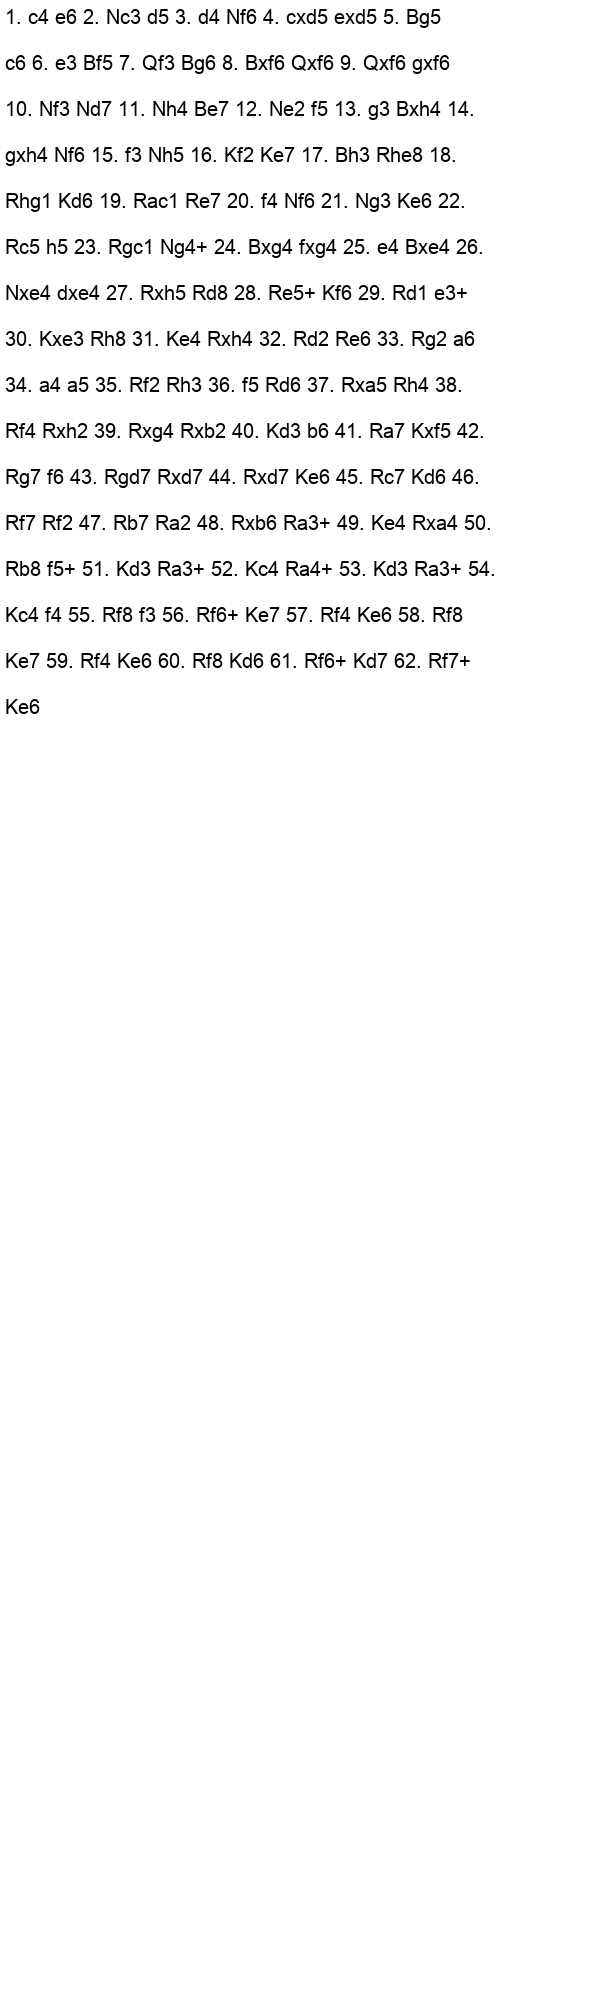 1. c4 e6 2. Nc3 d5 3. d4 Nf6 4. cxd5 exd5 5. Bg5
c6 6. e3 Bf5 7. Qf3 Bg6 8. Bxf6 Qxf6 9. Qxf6 gxf6
10. Nf3 Nd7 11. Nh4 Be7 12. Ne2 f5 13. g3 Bxh4 14.
gxh4 Nf6 15. f3 Nh5 16. Kf2 Ke7 17. Bh3 Rhe8 18.
Rhg1 Kd6 19. Rac1 Re7 20. f4 Nf6 21. Ng3 Ke6 22.
Rc5 h5 23. Rgc1 Ng4+ 24. Bxg4 fxg4 25. e4 Bxe4 26.
Nxe4 dxe4 27. Rxh5 Rd8 28. Re5+ Kf6 29. Rd1 e3+
30. Kxe3 Rh8 31. Ke4 Rxh4 32. Rd2 Re6 33. Rg2 a6
34. a4 a5 35. Rf2 Rh3 36. f5 Rd6 37. Rxa5 Rh4 38.
Rf4 Rxh2 39. Rxg4 Rxb2 40. Kd3 b6 41. Ra7 Kxf5 42.
Rg7 f6 43. Rgd7 Rxd7 44. Rxd7 Ke6 45. Rc7 Kd6 46.
Rf7 Rf2 47. Rb7 Ra2 48. Rxb6 Ra3+ 49. Ke4 Rxa4 50.
Rb8 f5+ 51. Kd3 Ra3+ 52. Kc4 Ra4+ 53. Kd3 Ra3+ 54.
Kc4 f4 55. Rf8 f3 56. Rf6+ Ke7 57. Rf4 Ke6 58. Rf8
Ke7 59. Rf4 Ke6 60. Rf8 Kd6 61. Rf6+ Kd7 62. Rf7+
Ke6